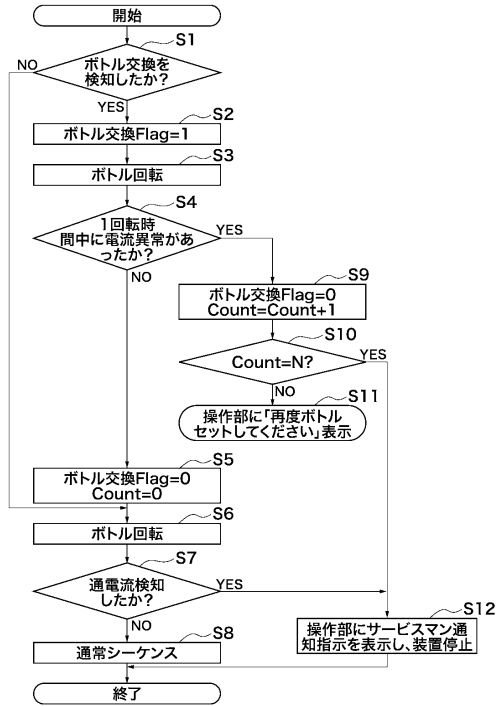 開始
S1
ボトル交換を
検知したか？
NO
YES
S2
ボトル交換Flag=1
S3
ボトル回転
S4
1回転時
間中に電流異常があ
ったか？
YES
NO
S9
ボトル交換Flag=0
Count=Count+1
S10
Count=N?
YES
NO
S11
操作部に「再度ボトル
セットしてください」表示
S5
ボトル交換Flag=0
Count=0
S6
ボトル回転
S7
通電流検知
したか？
YES
NO
S12
操作部にサービスマン通
知指示を表示し、装置停止
S8
通常シーケンス
終了